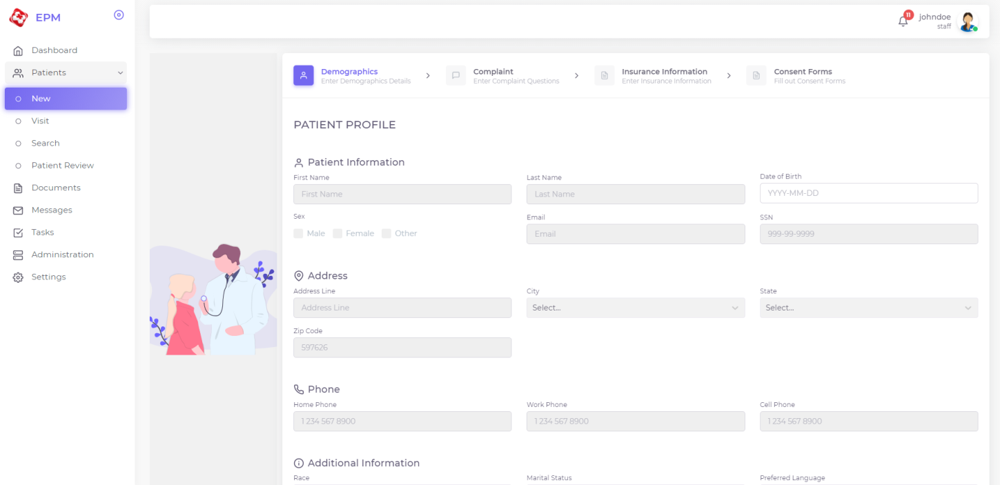 EPM
11
johndoe
staff
Dashboard
Patients
New
Visit
Search
Patient Review
Documents
Messages
Tasks
Administration
Settings
Demographics
Enter Demographics Details
Complaint
Enter Complaint Questions
Insurance Information
Enter Insurance Information
Consent Forms
Fill out Consent Forms
PATIENT PROFILE
Patient Information
First Name
Last Name
Date of Birth
First Name
Last Name
YYYY-MM-DD
Sex
Email
SSN
Male Female Other
Email
999-99-9999
Address
Address Line
City
State
Address Line
Select...
Select...
Zip Code
597626
Phone
Home Phone
Work Phone
Cell Phone
1 234 567 8900
1 234 567 8900
1 234 567 8900
Additional Information
Race
Marital Status
Preferred Language